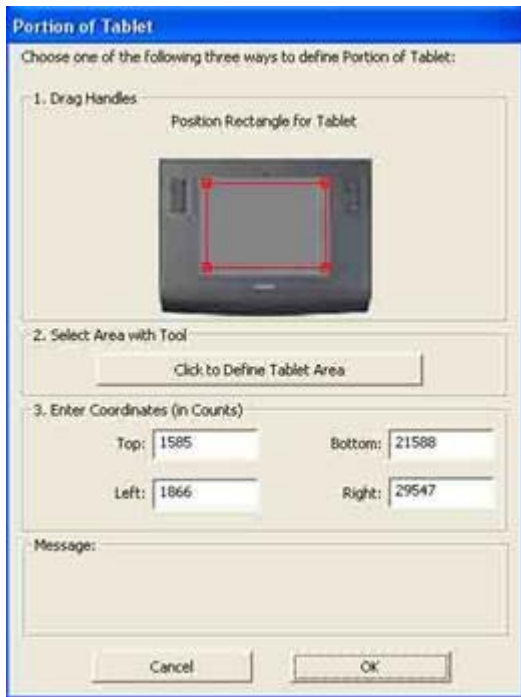 Portion of Tablet
Choose one of the following three ways to define Portion of Tablet:
1. Drag Handles
Position Rectangle for Tablet
2. Select Area with Tool
Click to Define Tablet Area
3. Enter Coordinates (in Counts)
Top: 1585 Bottom: 21588
Left: 1866 Right: 29547
Message:
Cancel OK